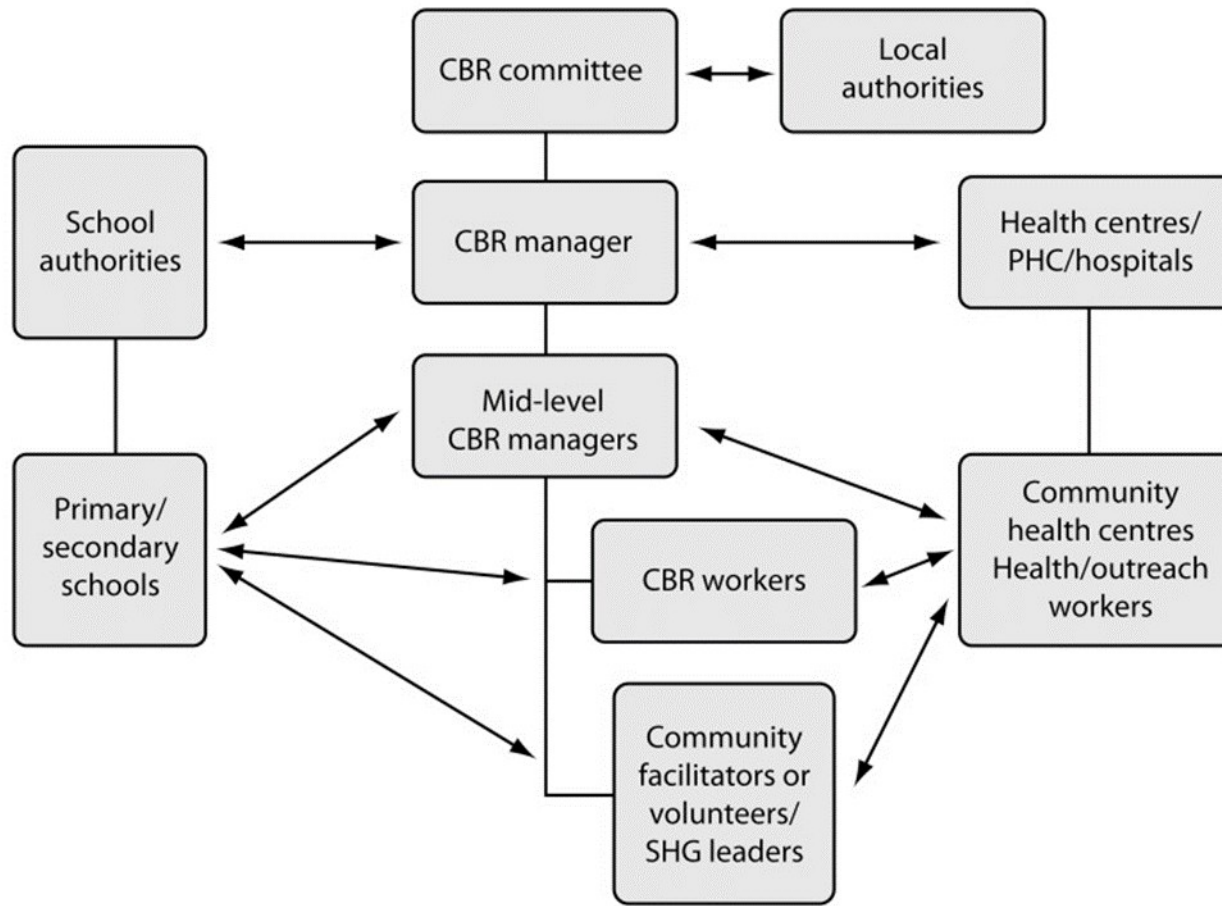 CBR committee
Local
authorities
School
authorities
CBR manager
Health centres/
PHC/hospitals
Mid-level
CBR managers
Primary/
secondary
schools
CBR workers
Community
health centres
Health/outreach
workers
Community
facilitators or
volunteers/
SHG leaders